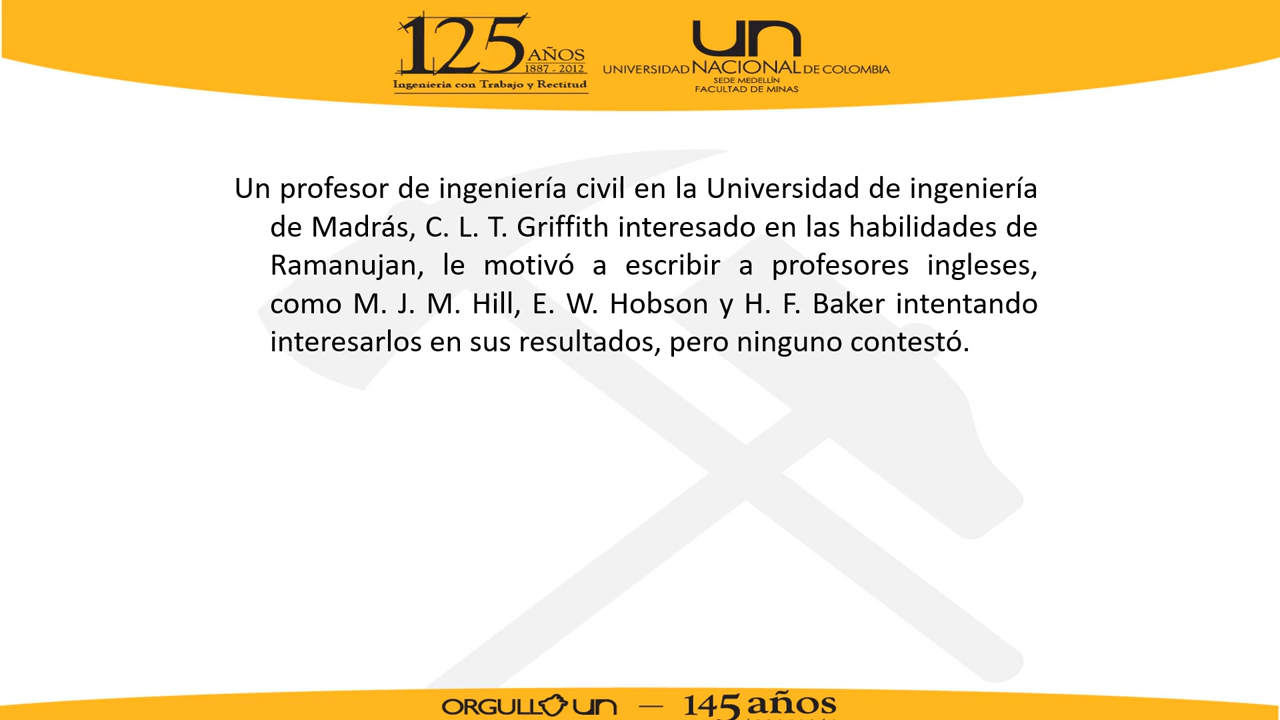 125 AÑOS
1887 - 2012
Ingeniería con Trabajo y Rectitud
un
UNIVERSIDAD NACIONAL DE COLOMBIA
SEDE MEDELLÍN
FACULTAD DE MINAS
Un profesor de ingeniería civil en la Universidad de ingeniería
de Madrás, C. L. T. Griffith interesado en las habilidades de
Ramanujan, le motivó a escribir a profesores ingleses,
como M. J. M. Hill, E. W. Hobson y H. F. Baker intentando
interesarlos en sus resultados, pero ninguno contestó.
ORGULLO un — 145 años